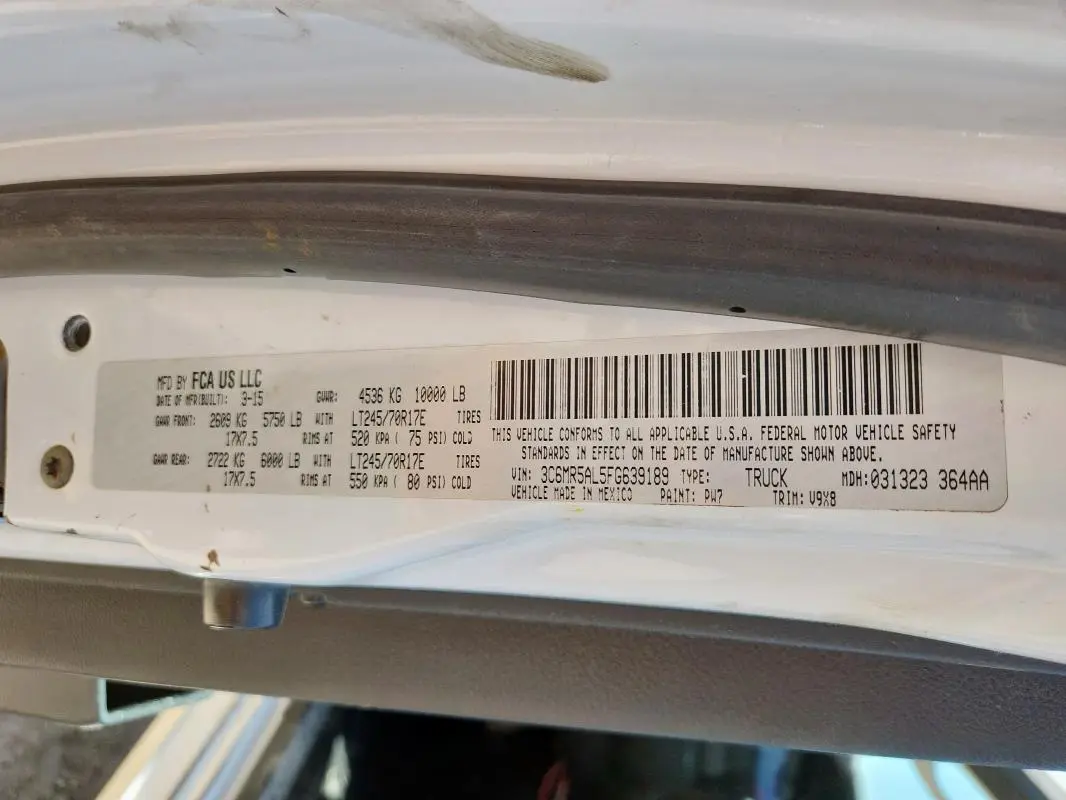 MFD BY FCA US LLC
DATE OF MFR(BUILT): 3-15 GVWR: 4536 KG 10000 LB
GAWR FRONT: 2609 KG 5750 LB WITH LT245/70R17E TIRES
17X7.5 RIMS AT 520 KPA ( 75 PSI) COLD
GAWR REAR: 2722 KG 6000 LB WITH LT245/70R17E TIRES
17X7.5 RIMS AT 550 KPA ( 80 PSI) COLD
THIS VEHICLE CONFORMS TO ALL APPLICABLE U.S.A. FEDERAL MOTOR VEHICLE SAFETY
STANDARDS IN EFFECT ON THE DATE OF MANUFACTURE SHOWN ABOVE.
VIN: 3C6MR5AL5FG639189 TYPE: TRUCK MDH:031323 364AA
VEHICLE MADE IN MEXICO PAINT: PW7 TRIM: V9X8